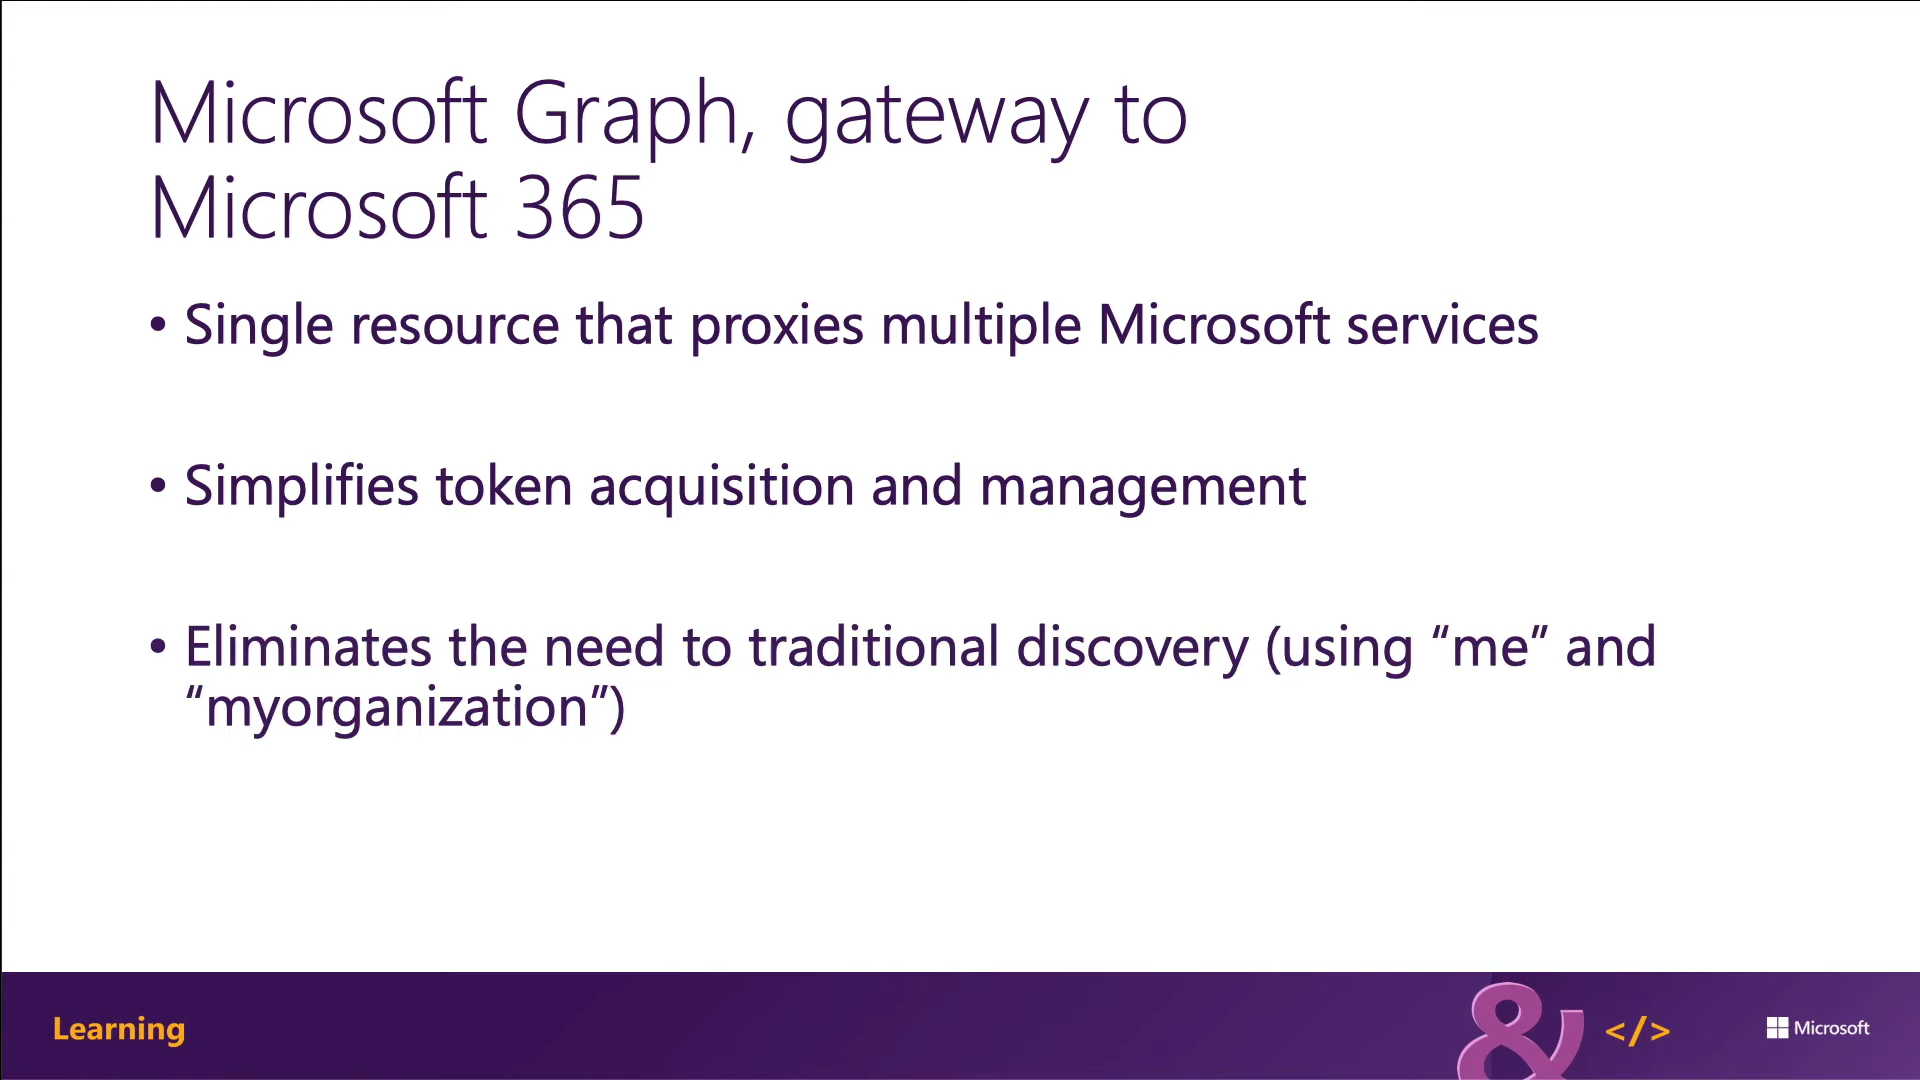 Microsoft Graph, gateway to
Microsoft 365
• Single resource that proxies multiple Microsoft services
• Simplifies token acquisition and management
• Eliminates the need to traditional discovery (using “me” and
“myorganization”)
Learning
& </>
Microsoft